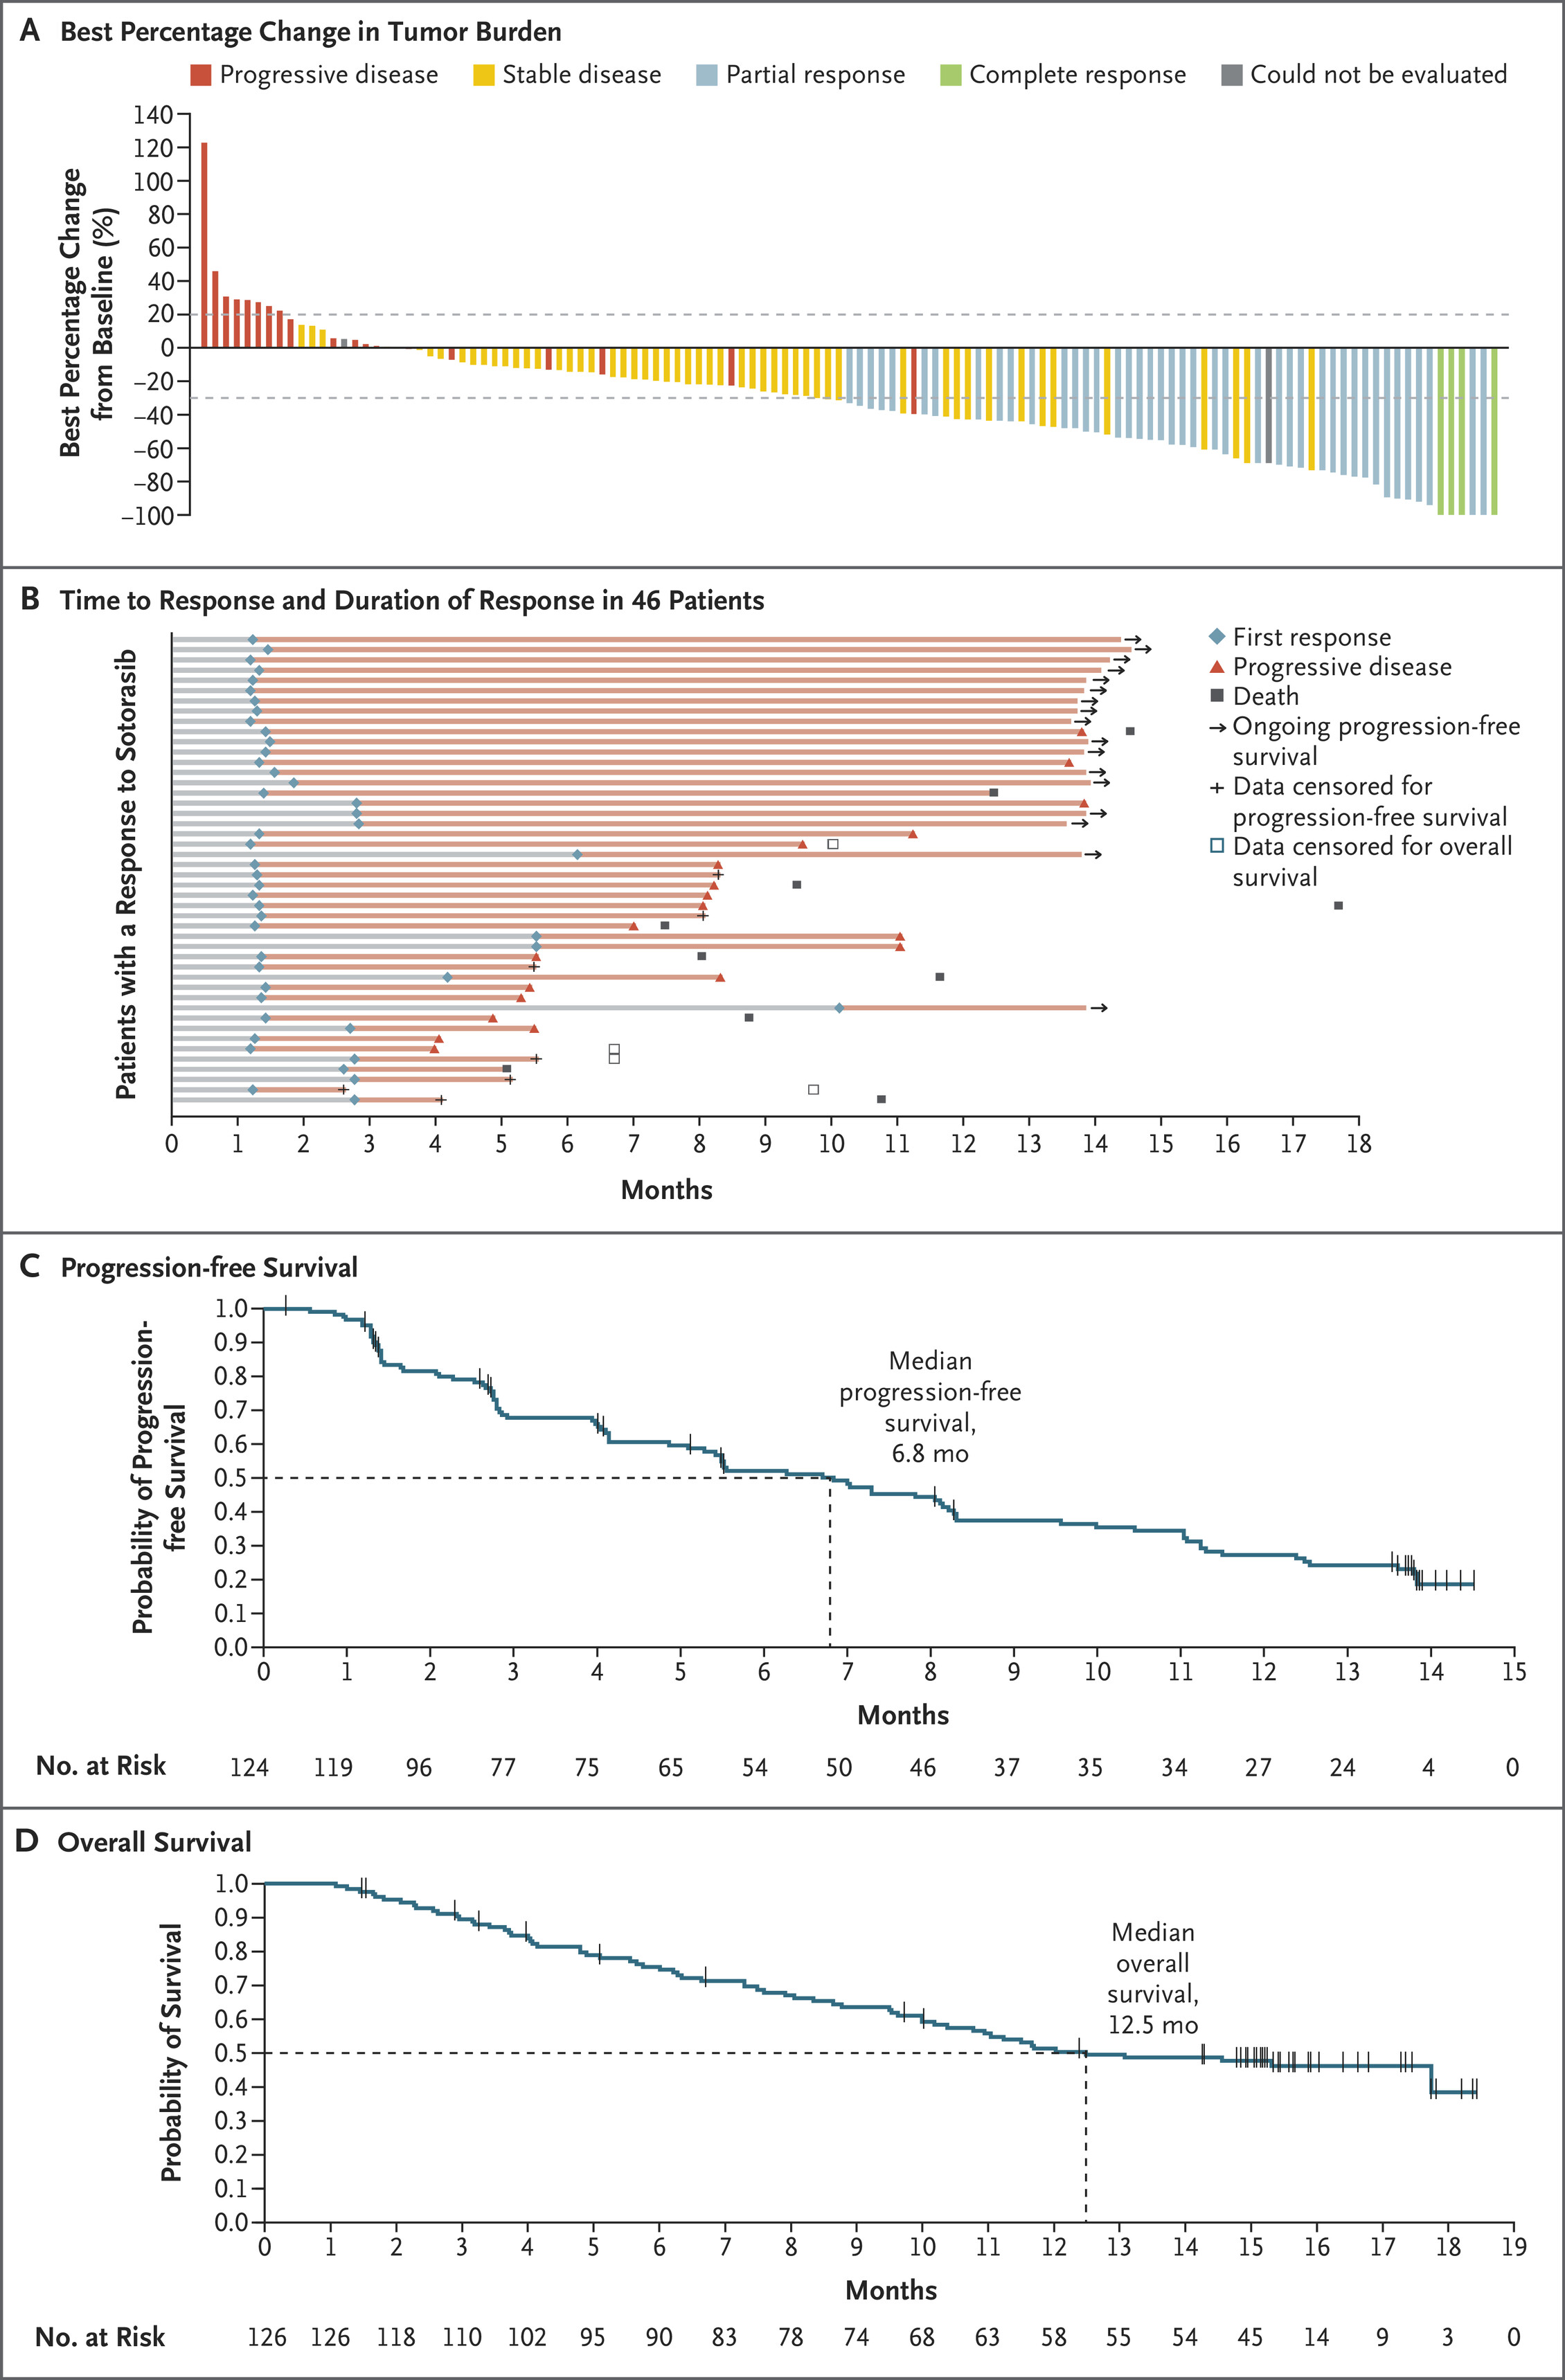 A Best Percentage Change in Tumor Burden
Progressive disease Stable disease Partial response Complete response Could not be evaluated
Best Percentage Change
from Baseline (%)
140
120
100
80
60
40
20
0
−20
−40
−60
−80
−100
B Time to Response and Duration of Response in 46 Patients
Patients with a Response to Sotorasib
First response
Progressive disease
Death
Ongoing progression-free
survival
Data censored for
progression-free survival
Data censored for overall
survival
0 1 2 3 4 5 6 7 8 9 10 11 12 13 14 15 16 17 18
Months
C Progression-free Survival
Probability of Progression-
free Survival
1.0
0.9
0.8
0.7
0.6
0.5
0.4
0.3
0.2
0.1
0.0
Median
progression-free
survival,
6.8 mo
0 1 2 3 4 5 6 7 8 9 10 11 12 13 14 15
Months
No. at Risk 124 119 96 77 75 65 54 50 46 37 35 34 27 24 4 0
D Overall Survival
Probability of Survival
1.0
0.9
0.8
0.7
0.6
0.5
0.4
0.3
0.2
0.1
0.0
Median
overall
survival,
12.5 mo
0 1 2 3 4 5 6 7 8 9 10 11 12 13 14 15 16 17 18 19
Months
No. at Risk 126 126 118 110 102 95 90 83 78 74 68 63 58 55 54 45 14 9 3 0